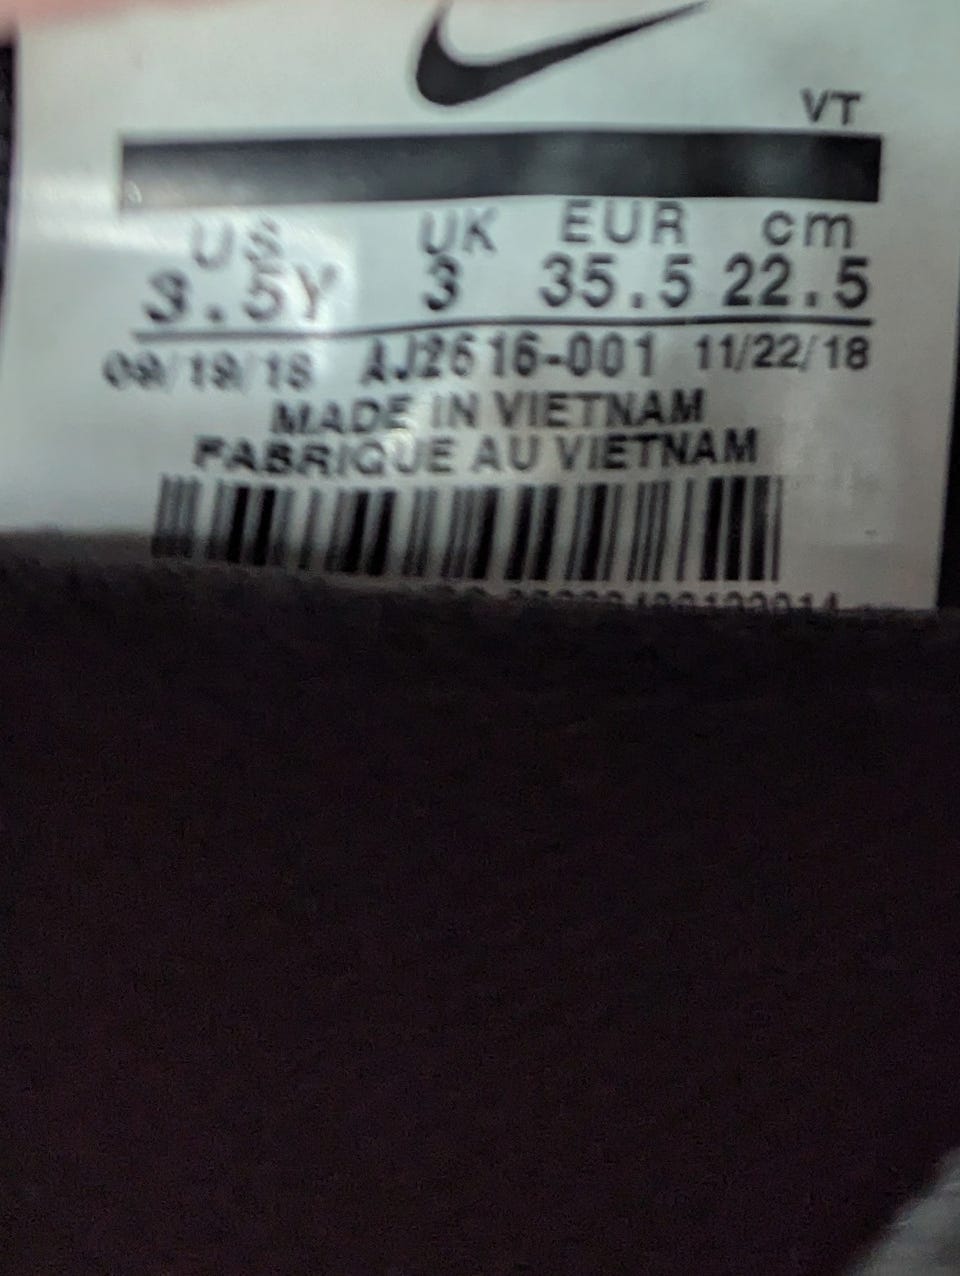 VT
US UK EUR cm
3.5Y 3 35.5 22.5
09/19/18 AJ2616-001 11/22/18
MADE IN VIETNAM
FABRIQUE AU VIETNAM